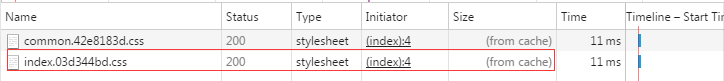 Name Status Type Initiator Size Time Timeline – Start Tim
common.42e8183d.css 200 stylesheet (index):4 (from cache) 11 ms
index.03d344bd.css 200 stylesheet (index):4 (from cache) 11 ms